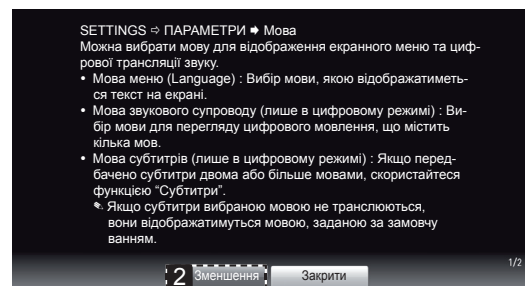 SETTINGS ⇨ ПАРАМЕТРИ ➧ Мова
Можна вибрати мову для відображення екранного меню та циф-
рової трансляції звуку.
• Мова меню (Language) : Вибір мови, якою відображатиметь-
ся текст на екрані.
• Мова звукового супроводу (лише в цифровому режимі) : Ви-
бір мови для перегляду цифрового мовлення, що містить
кілька мов.
• Мова субтитрів (лише в цифровому режимі) : Якщо перед-
бачено субтитри двома або більше мовами, скористайтеся
функцією “Субтитри”.
✎ Якщо субтитри вибраною мовою не транслюються,
вони відображатимуться мовою, заданою за замовчу
ванням.
1/2
2 Зменшення Закрити